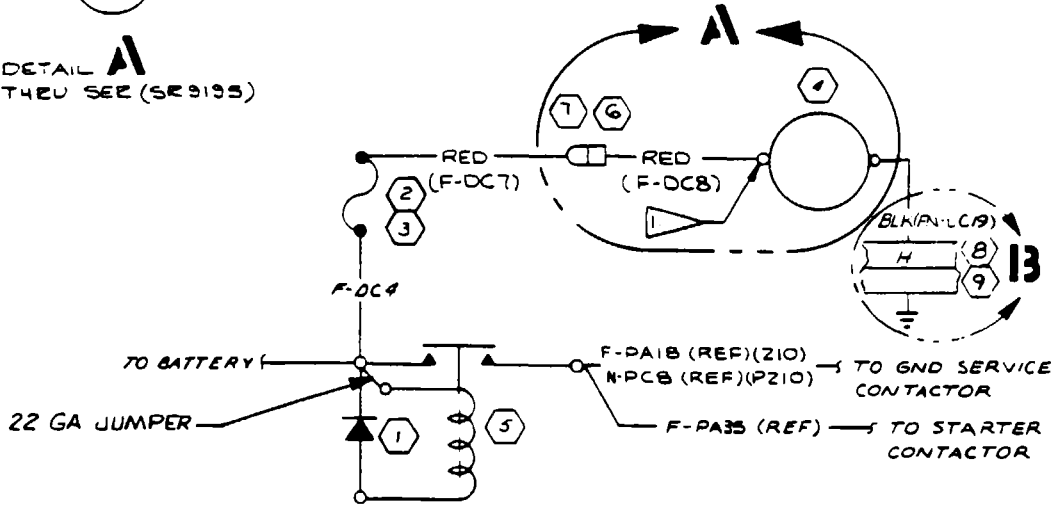 DETAIL A
THRU SER (SR9195)
A
4
7 6
RED
(F-DC7)
RED
(F-DC8)
2
3
1
BLK(FN-LC19)
H
8
9
B
F-DC4
TO BATTERY
F-PA18 (REF)(Z10)
N-PC8 (REF)(PZ10)
TO GND SERVICE
CONTACTOR
22 GA JUMPER
1
5
F-PA35 (REF)
TO STARTER
CONTACTOR